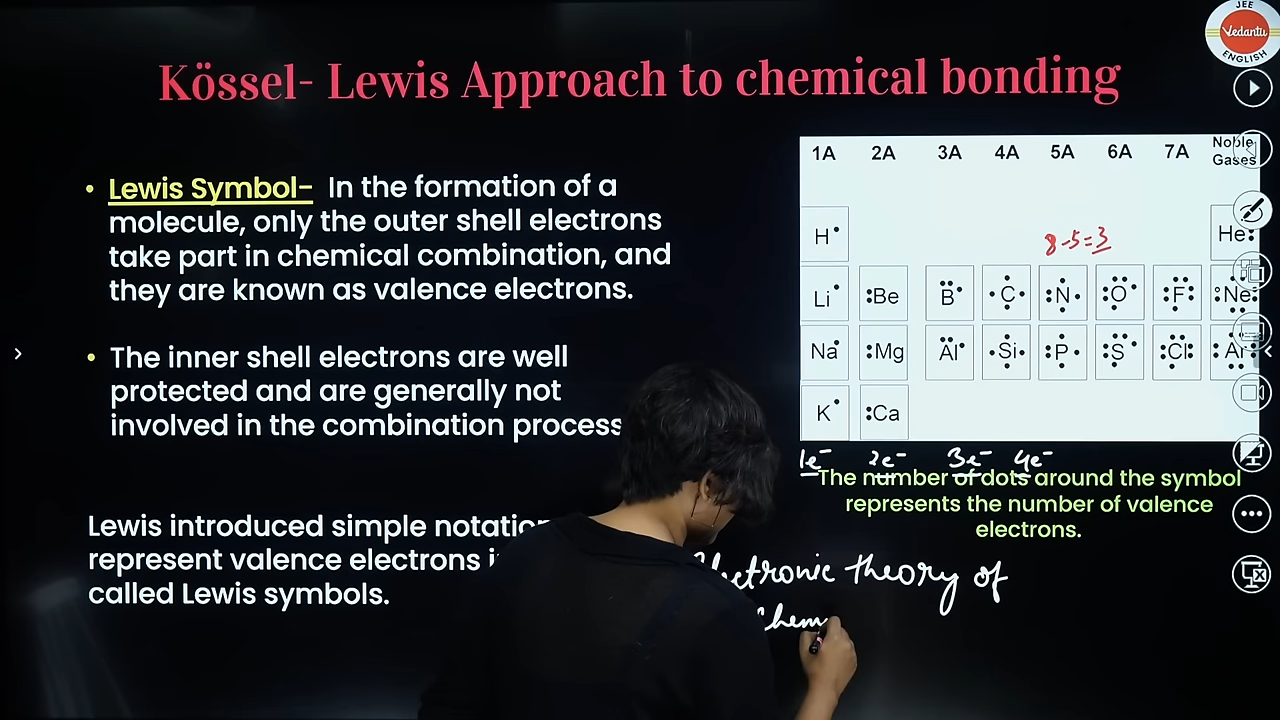 Kössel- Lewis Approach to chemical bonding
JEE
Vedantu
ENGLISH
• Lewis Symbol- In the formation of a
molecule, only the outer shell electrons
take part in chemical combination, and
they are known as valence electrons.
• The inner shell electrons are well
protected and are generally not
involved in the combination process
Lewis introduced simple
represent valence electrons
called Lewis symbols.
1A 2A 3A 4A 5A 6A 7A Noble
Gases
8-5=3
H He
Li Be B C N O F Ne
Na Mg Al Si P S Cl Ar
K Ca
1e⁻ 2e⁻ 3e⁻ 4e⁻
The number of dots around the symbol
represents the number of valence
electrons.
theory of
Chem